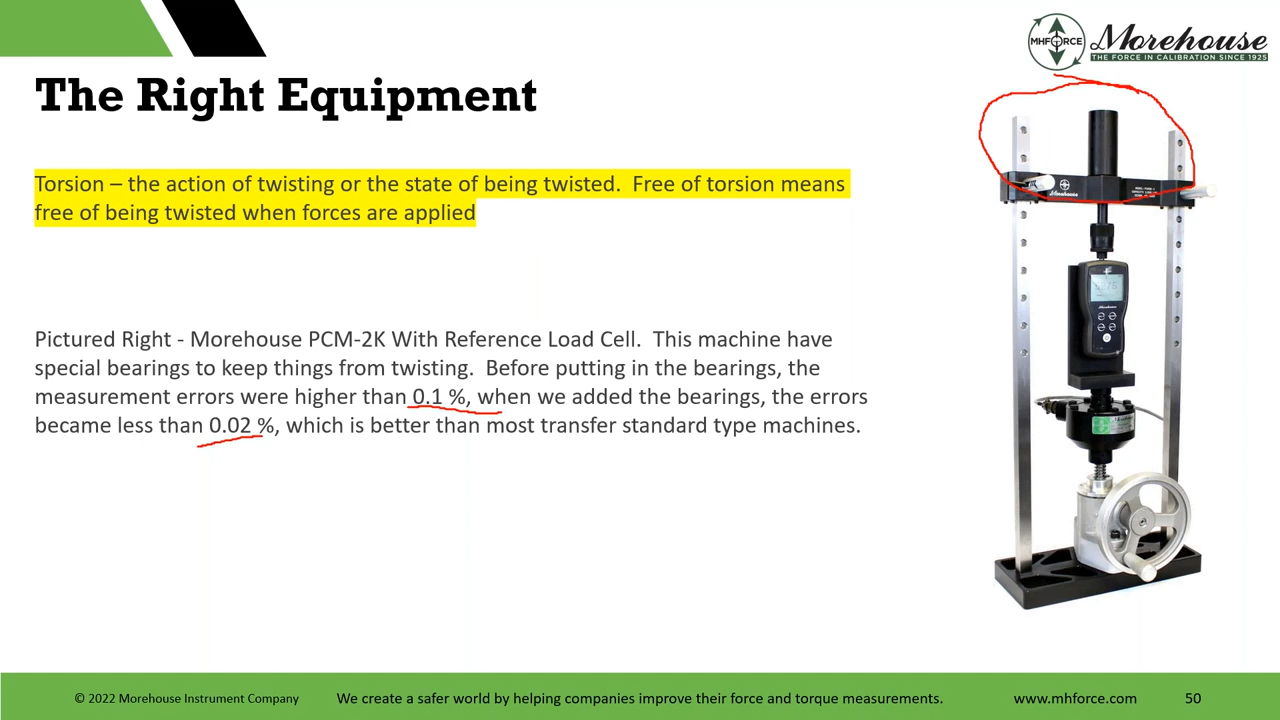 MHFORCE
Morehouse
THE FORCE IN CALIBRATION SINCE 1925
The Right Equipment
Torsion – the action of twisting or the state of being twisted.  Free of torsion means
free of being twisted when forces are applied
Pictured Right - Morehouse PCM-2K With Reference Load Cell.  This machine have
special bearings to keep things from twisting.  Before putting in the bearings, the
measurement errors were higher than 0.1 %, when we added the bearings, the errors
became less than 0.02 %, which is better than most transfer standard type machines.
Morehouse
© 2022 Morehouse Instrument Company
We create a safer world by helping companies improve their force and torque measurements.
www.mhforce.com
50